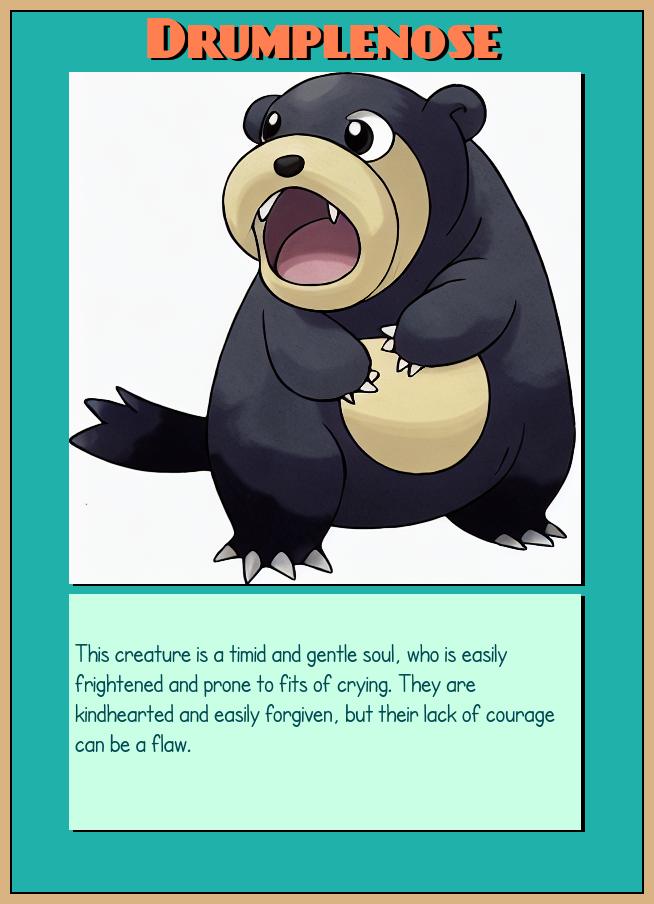 Drumplenose
This creature is a timid and gentle soul, who is easily
frightened and prone to fits of crying. They are
kindhearted and easily forgiven, but their lack of courage
can be a flaw.